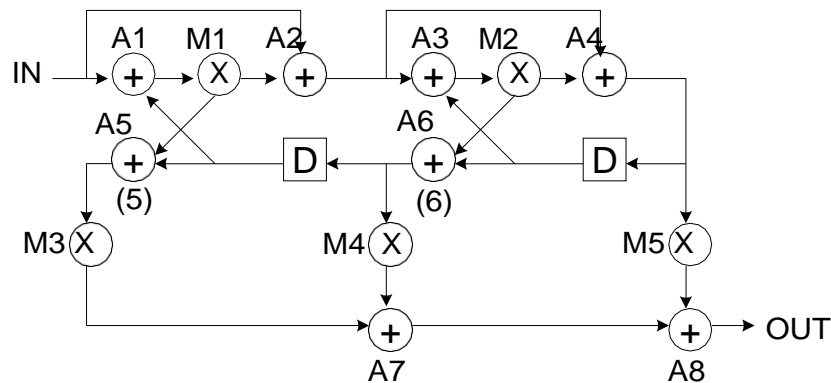 A1 M1 A2 A3 M2 A4
IN + X + + X +
A5 A6
+ D + D
(5) (6)
M3 X M4 X M5 X
+ + OUT
A7 A8